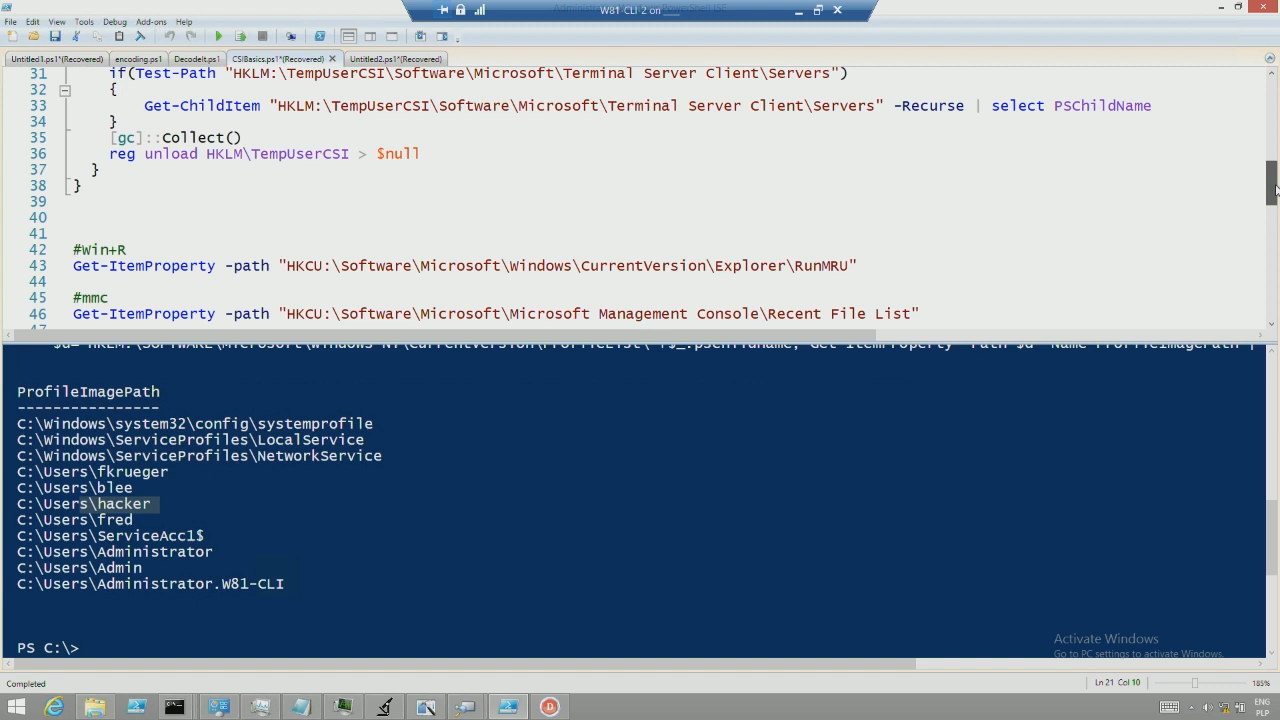 W81-CLI-2 on
File Edit View Tools Debug Add-ons Help
Untitled1.ps1*(Recovered) encoding.ps1 DecodeIt.ps1 CSIBasics.ps1*(Recovered) Untitled2.ps1*(Recovered)
31 if(Test-Path "HKLM:\TempUserCSI\Software\Microsoft\Terminal Server Client\Servers")
32 {
33 Get-ChildItem "HKLM:\TempUserCSI\Software\Microsoft\Terminal Server Client\Servers" -Recurse | select PSChildName
34 }
35 [gc]::Collect()
36 reg unload HKLM\TempUserCSI > $null
37 }
38 }
39
40
41
42 #Win+R
43 Get-ItemProperty -path "HKCU:\Software\Microsoft\Windows\CurrentVersion\Explorer\RunMRU"
44
45 #mmc
46 Get-ItemProperty -path "HKCU:\Software\Microsoft\Microsoft Management Console\Recent File List"
ProfileImagePath
----------------
C:\Windows\system32\config\systemprofile
C:\Windows\ServiceProfiles\LocalService
C:\Windows\ServiceProfiles\NetworkService
C:\Users\fkrueger
C:\Users\blee
C:\Users\hacker
C:\Users\fred
C:\Users\ServiceAcc1$
C:\Users\Administrator
C:\Users\Admin
C:\Users\Administrator.W81-CLI
PS C:\>
Activate Windows
Go to PC settings to activate Windows.
Completed
Ln 21 Col 10
185%
ENG
PLP